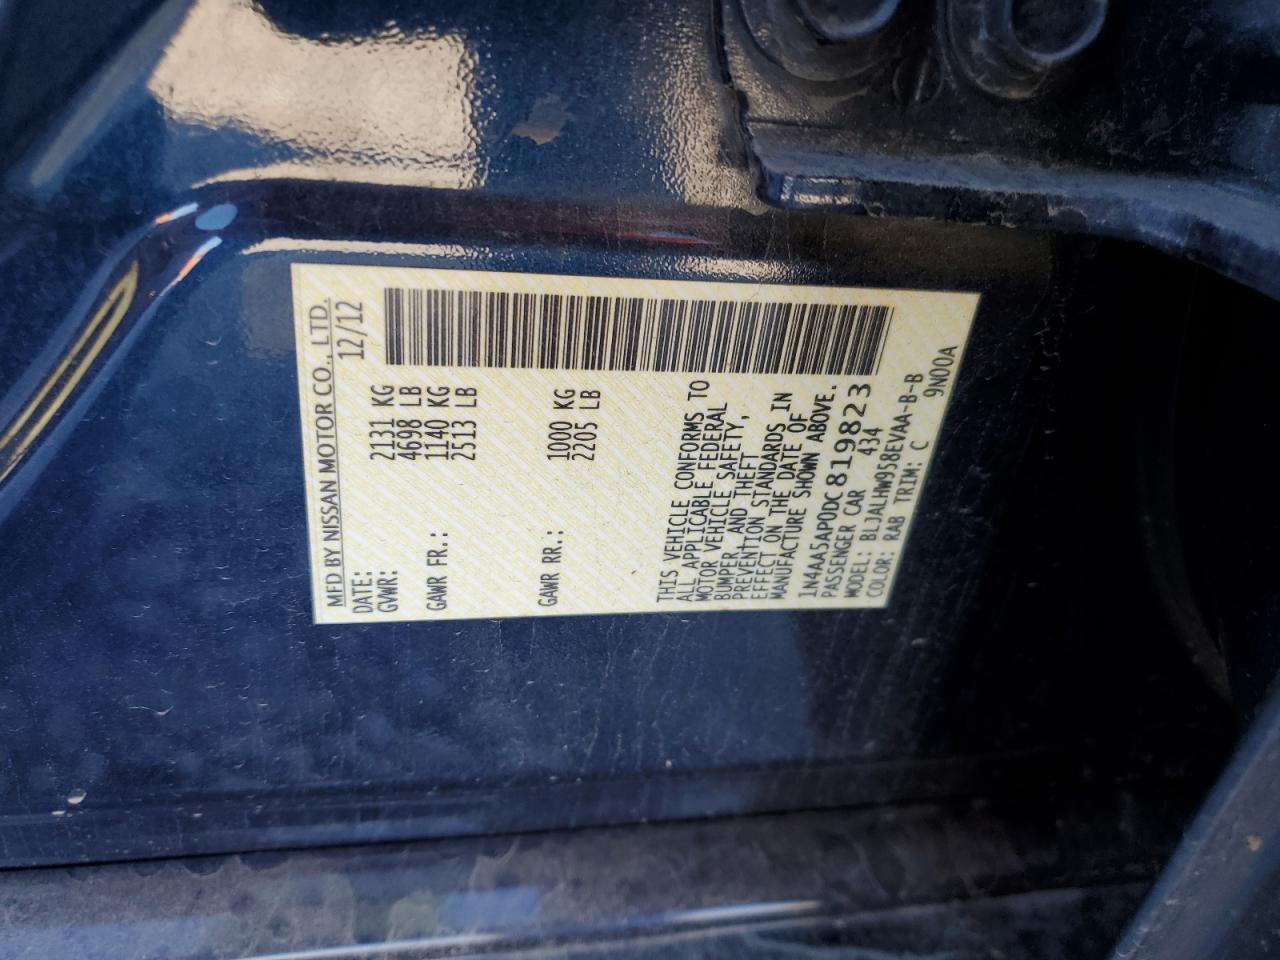 MFD BY NISSAN MOTOR CO., LTD.
DATE: 12/12
GVWR: 2131 KG
4698 LB
GAWR FR.: 1140 KG
2513 LB
GAWR RR.: 1000 KG
2205 LB
THIS VEHICLE CONFORMS TO
ALL APPLICABLE FEDERAL
MOTOR VEHICLE SAFETY,
BUMPER, AND THEFT
PREVENTION STANDARDS IN
EFFECT ON THE DATE OF
MANUFACTURE SHOWN ABOVE.
1N4AA5AP0DC819823
PASSENGER CAR 434
MODEL: BLJALHW958EVAA-B-B
COLOR: RAB TRIM: C 9N00A